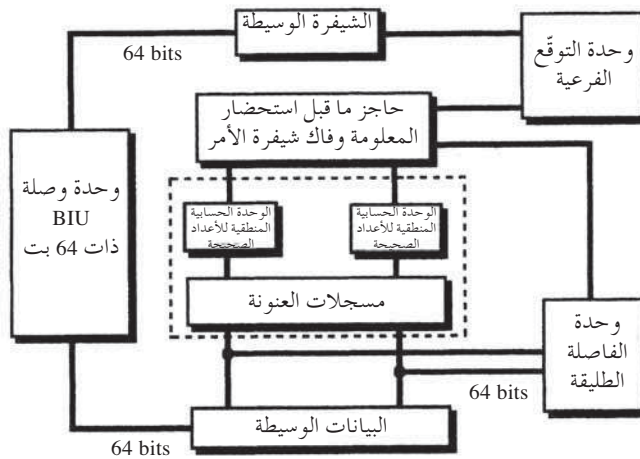 الشيفرة الوسيطة
64 bits
وحدة التوقّع
الفرعية
حاجز ما قبل استحضار
المعلومة وفاك شيفرة الأمر
وحدة وصلة
BIU
ذات 64 بت
الوحدة الحسابية
المنطقية للأعداد
الصحيحة
الوحدة الحسابية
المنطقية للأعداد
الصحيحة
مسجلات العنونة
وحدة
الفاصلة
الطليقة
64 bits
البيانات الوسيطة
64 bits